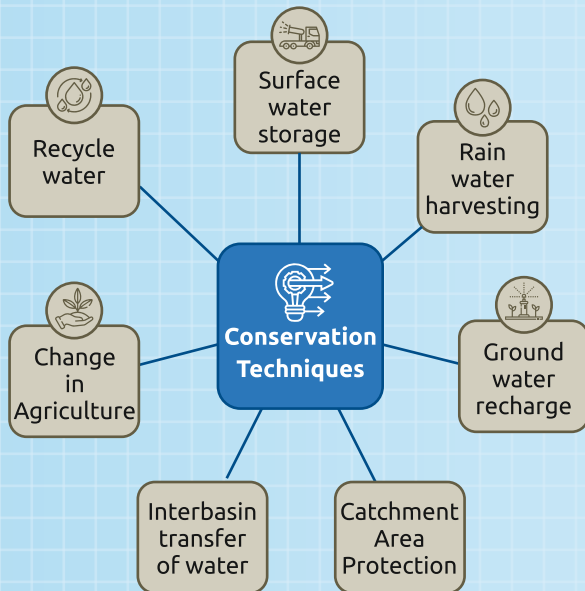 Surface
water
storage
Recycle
water
Rain
water
harvesting
Conservation
Techniques
Change
in
Agriculture
Ground
water
recharge
Interbasin
transfer
of water
Catchment
Area
Protection